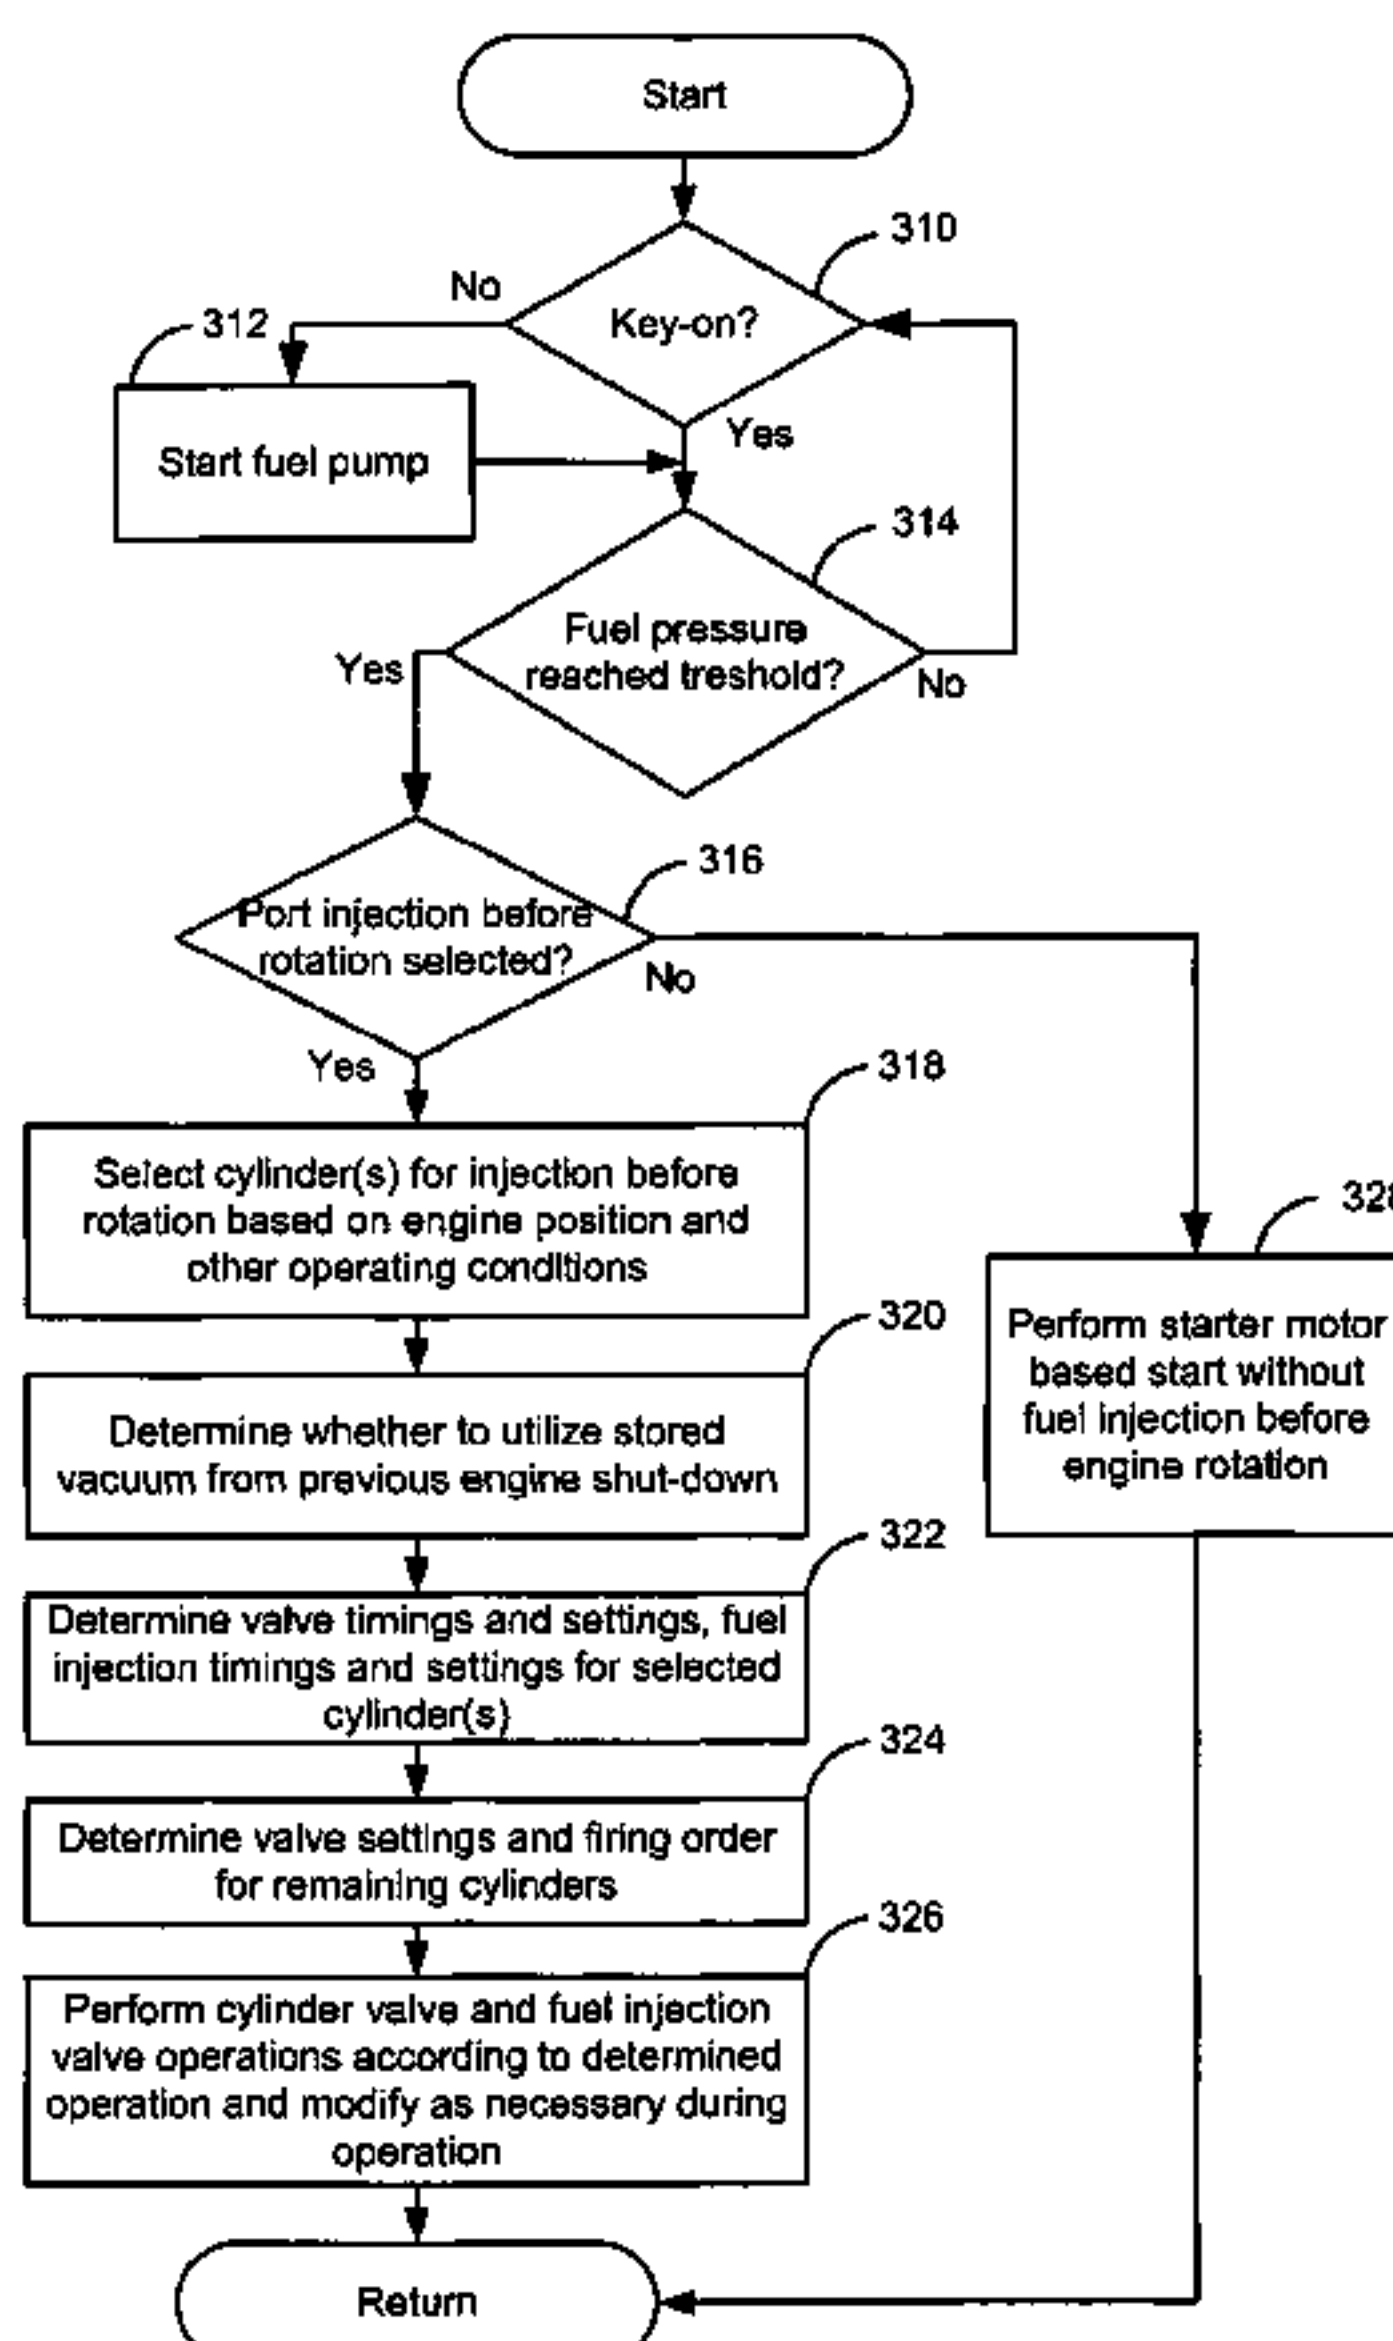 Start
310
No
Key-on?
312
Yes
Start fuel pump
314
Fuel pressure
reached treshold?
Yes
No
316
Port injection before
rotation selected?
No
Yes
318
Select cylinder(s) for injection before
rotation based on engine position and
other operating conditions
320
Determine whether to utilize stored
vacuum from previous engine shut-down
Perform starter motor
based start without
fuel injection before
engine rotation
322
Determine valve timings and settings, fuel
injection timings and settings for selected
cylinder(s)
324
Determine valve settings and firing order
for remaining cylinders
326
Perform cylinder valve and fuel injection
valve operations according to determined
operation and modify as necessary during
operation
Return